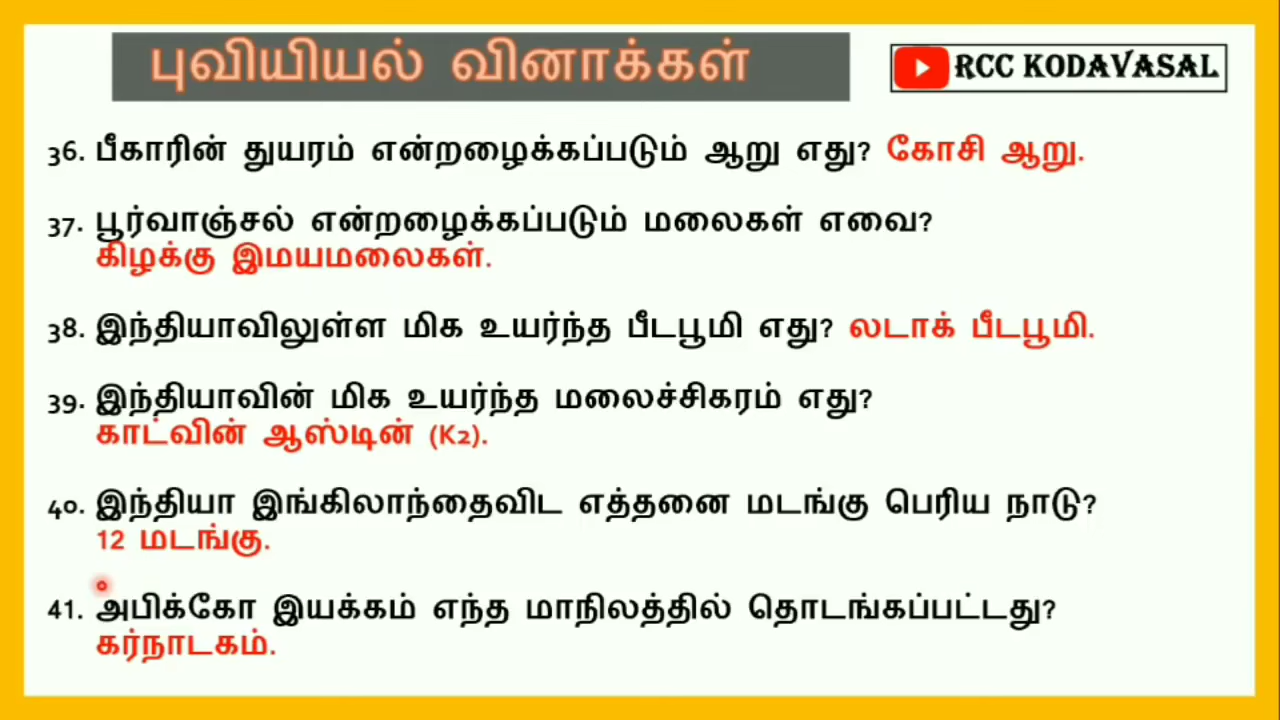 புவியியல் வினாக்கள்
RCC KODAVASAL
36. பீகாரின் துயரம் என்றழைக்கப்படும் ஆறு எது? கோசி ஆறு.
37. பூர்வாஞ்சல் என்றழைக்கப்படும் மலைகள் எவை?
கிழக்கு இமயமலைகள்.
38. இந்தியாவிலுள்ள மிக உயர்ந்த பீடபூமி எது? லடாக் பீடபூமி.
39. இந்தியாவின் மிக உயர்ந்த மலைச்சிகரம் எது?
காட்வின் ஆஸ்டின் (K2).
40. இந்தியா இங்கிலாந்தைவிட எத்தனை மடங்கு பெரிய நாடு?
12 மடங்கு.
41. அபிக்கோ இயக்கம் எந்த மாநிலத்தில் தொடங்கப்பட்டது?
கர்நாடகம்.